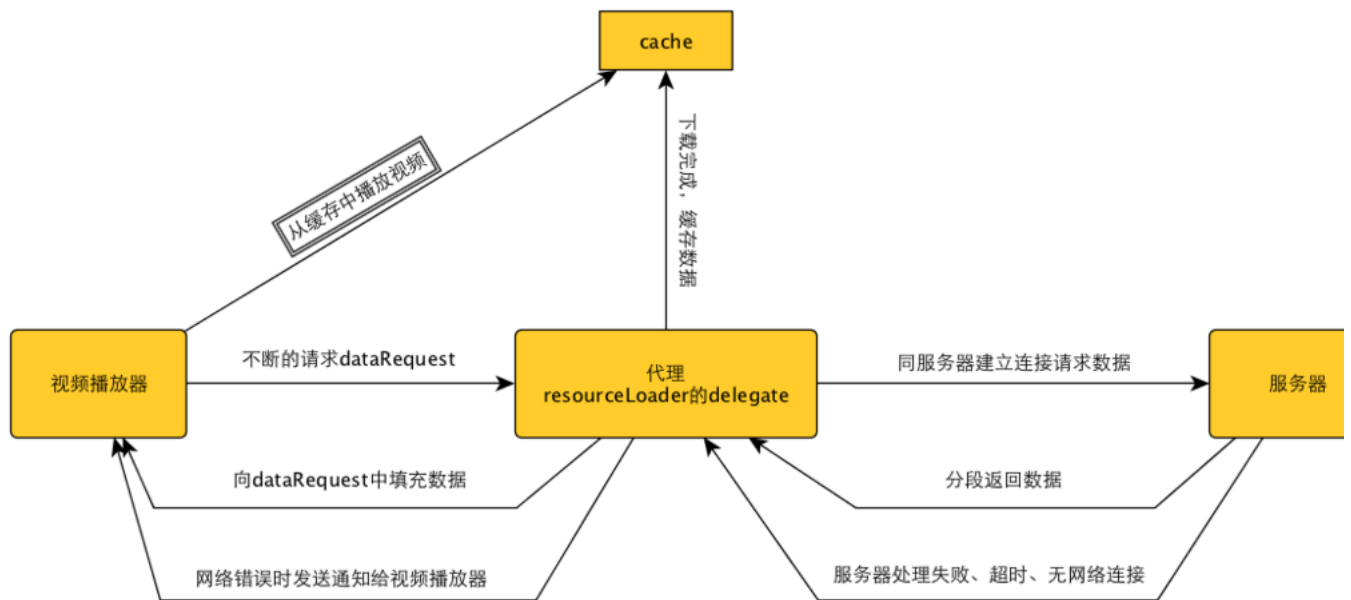 cache
从缓存中播放视频
下载完成，缓存数据
视频播放器
不断的请求dataRequest
代理
resourceLoader的delegate
同服务器建立连接请求数据
服务器
向dataRequest中填充数据
分段返回数据
网络错误时发送通知给视频播放器
服务器处理失败、超时、无网络连接